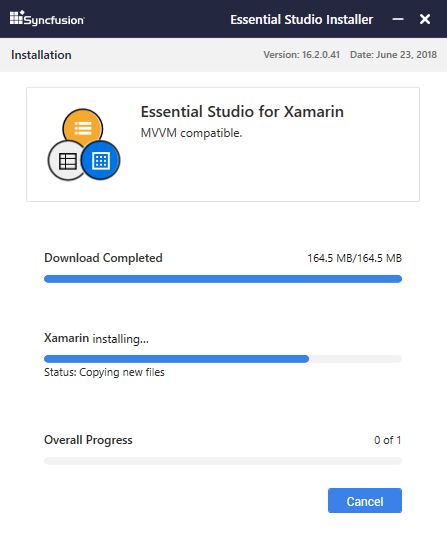 Syncfusion Essential Studio Installer
Installation Version: 16.2.0.41 Date: June 23, 2018
Essential Studio for Xamarin
MVVM compatible.
Download Completed 164.5 MB/164.5 MB
Xamarin installing...
Status: Copying new files
Overall Progress 0 of 1
Cancel